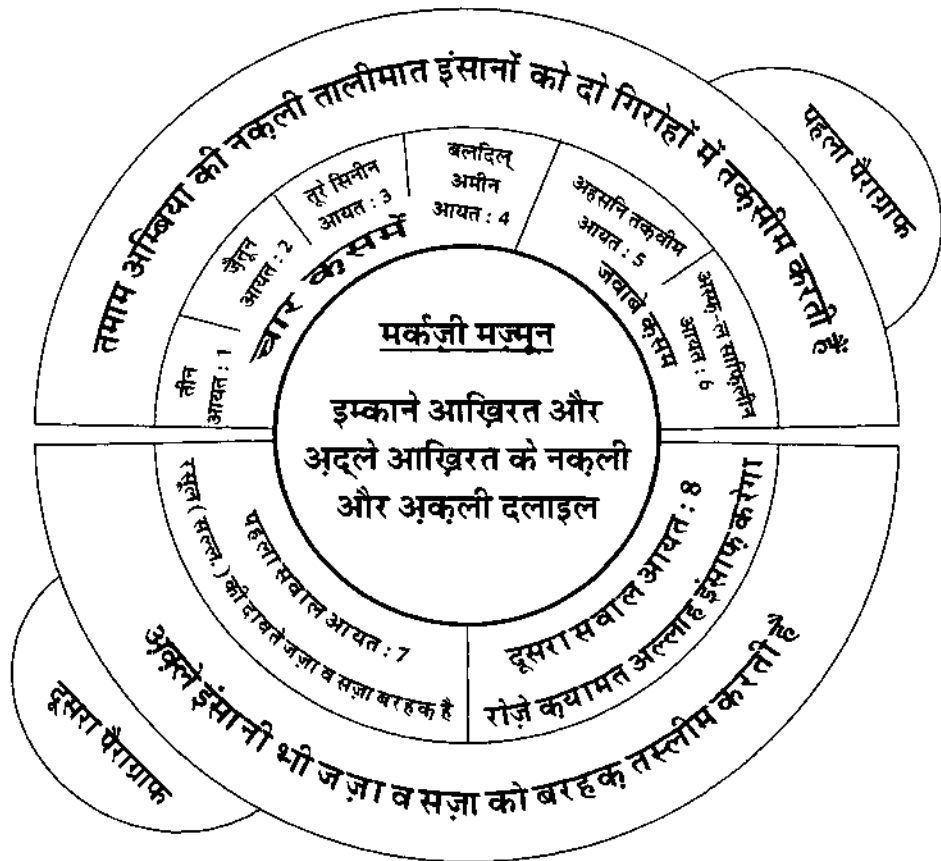 तमाम अम्बिया की नक़ली तालीमात इंसानों को दो गिरोहों में तक़सीम करती हैं
पहला पैराग्राफ
तीन
आयत : 1
ज़ैतून
आयत : 2
तूरे सिनीन
आयत : 3
बलदिल्
अमीन
आयत : 4
चार क़समें
अहसनि तक़वीम
आयत : 5
अस्फ़-ल साफ़िलीन
आयत : 6
जवाबे क़सम
मर्कज़ी मज़्मून
इम्काने आख़िरत और
अ़द्ले आख़िरत के नक़ली
और अ़क़ली दलाइल
पहला सवाल आयत : 7
रसूल (सल्ल.) की दावते जज़ा व सज़ा बरहक़ है
दूसरा सवाल आयत : 8
रोज़े क़यामत अल्लाह इंसाफ़ करेगा
अ़क़्ले इंसानी भी जज़ा व सज़ा को बरहक़ तस्लीम करती है
दूसरा पैराग्राफ